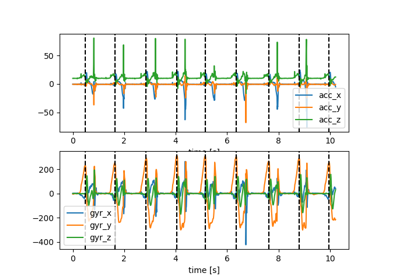 50
0
−50
acc_x
acc_y
acc_z
0 2 4 6 8 10
time [s]
200
0
−200
−400
gyr_x
gyr_y
gyr_z
0 2 4 6 8 10
time [s]